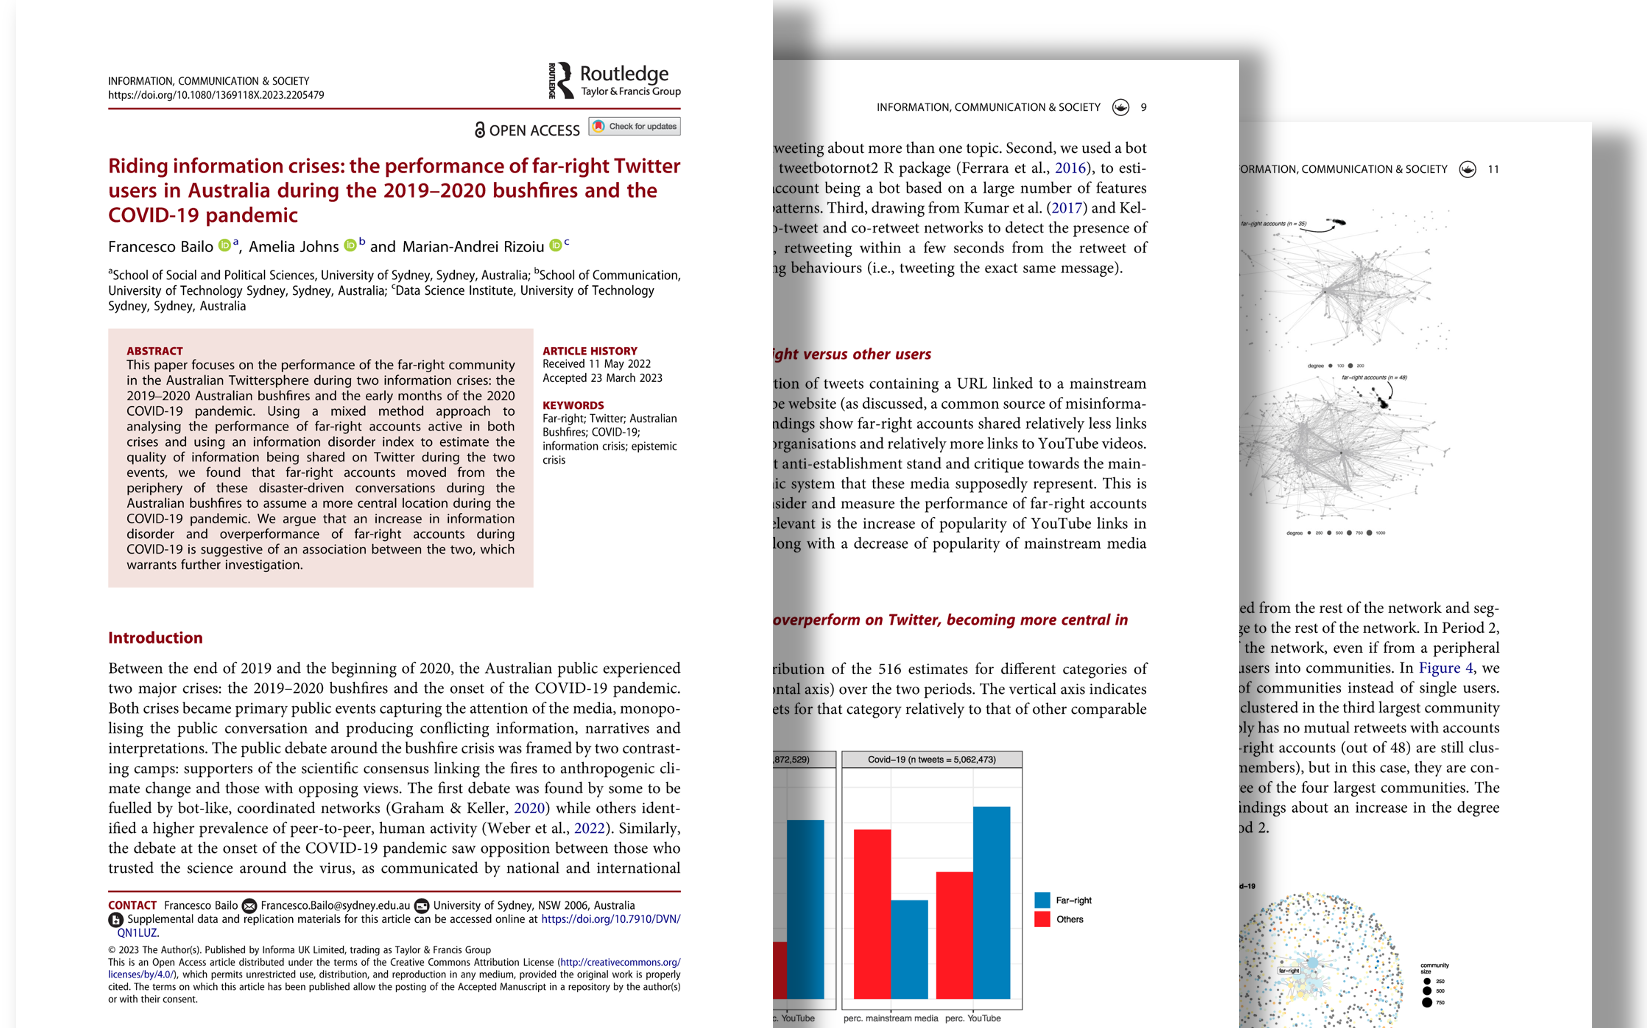 INFORMATION, COMMUNICATION & SOCIETY
https://doi.org/10.1080/1369118X.2023.2205479
ROUTLEDGE
Routledge
Taylor & Francis Group
OPEN ACCESS
Check for updates
Riding information crises: the performance of far-right Twitter
users in Australia during the 2019–2020 bushfires and the
COVID-19 pandemic
Francesco Bailo iD a, Amelia Johns iD b and Marian-Andrei Rizoiu iD c
aSchool of Social and Political Sciences, University of Sydney, Sydney, Australia; bSchool of Communication,
University of Technology Sydney, Sydney, Australia; cData Science Institute, University of Technology
Sydney, Sydney, Australia
ABSTRACT
This paper focuses on the performance of the far-right community
in the Australian Twittersphere during two information crises: the
2019–2020 Australian bushfires and the early months of the 2020
COVID-19 pandemic. Using a mixed method approach to
analysing the performance of far-right accounts active in both
crises and using an information disorder index to estimate the
quality of information being shared on Twitter during the two
events, we found that far-right accounts moved from the
periphery of these disaster-driven conversations during the
Australian bushfires to assume a more central location during the
COVID-19 pandemic. We argue that an increase in information
disorder and overperformance of far-right accounts during
COVID-19 is suggestive of an association between the two, which
warrants further investigation.
ARTICLE HISTORY
Received 11 May 2022
Accepted 23 March 2023
KEYWORDS
Far-right; Twitter; Australian
Bushfires; COVID-19;
information crisis; epistemic
crisis
Introduction
Between the end of 2019 and the beginning of 2020, the Australian public experienced
two major crises: the 2019–2020 bushfires and the onset of the COVID-19 pandemic.
Both crises became primary public events capturing the attention of the media, monopo-
lising the public conversation and producing conflicting information, narratives and
interpretations. The public debate around the bushfire crisis was framed by two contrast-
ing camps: supporters of the scientific consensus linking the fires to anthropogenic cli-
mate change and those with opposing views. The first debate was found by some to be
fuelled by bot-like, coordinated networks (Graham & Keller, 2020) while others ident-
ified a higher prevalence of peer-to-peer, human activity (Weber et al., 2022). Similarly,
the debate at the onset of the COVID-19 pandemic saw opposition between those who
trusted the science around the virus, as communicated by national and international
CONTACT Francesco Bailo Francesco.Bailo@sydney.edu.au University of Sydney, NSW 2006, Australia
Supplemental data and replication materials for this article can be accessed online at https://doi.org/10.7910/DVN/
QN1LUZ.
© 2023 The Author(s). Published by Informa UK Limited, trading as Taylor & Francis Group
This is an Open Access article distributed under the terms of the Creative Commons Attribution License (http://creativecommons.org/
licenses/by/4.0/), which permits unrestricted use, distribution, and reproduction in any medium, provided the original work is properly
cited. The terms on which this article has been published allow the posting of the Accepted Manuscript in a repository by the author(s)
or with their consent.
INFORMATION, COMMUNICATION & SOCIETY 9
weeting about more than one topic. Second, we used a bot
tweetbotornot2 R package (Ferrara et al., 2016), to esti-
ccount being a bot based on a large number of features
atterns. Third, drawing from Kumar et al. (2017) and Kel-
o-tweet and co-retweet networks to detect the presence of
, retweeting within a few seconds from the retweet of
ng behaviours (i.e., tweeting the exact same message).
ight versus other users
tion of tweets containing a URL linked to a mainstream
be website (as discussed, a common source of misinforma-
ndings show far-right accounts shared relatively less links
organisations and relatively more links to YouTube videos.
t anti-establishment stand and critique towards the main-
ic system that these media supposedly represent. This is
sider and measure the performance of far-right accounts
elevant is the increase of popularity of YouTube links in
long with a decrease of popularity of mainstream media
overperform on Twitter, becoming more central in
ribution of the 516 estimates for different categories of
ontal axis) over the two periods. The vertical axis indicates
ets for that category relatively to that of other comparable
,872,529)
Covid-19 (n tweets = 5,062,473)
Far-right
Others
c. YouTube
perc. mainstream media
perc. YouTube
ORMATION, COMMUNICATION & SOCIETY 11
far-right accounts (n = 35)
degree 100 200
far-right accounts (n = 48)
degree 250 500 750 1000
ed from the rest of the network and seg-
ge to the rest of the network. In Period 2,
the network, even if from a peripheral
users into communities. In Figure 4, we
of communities instead of single users.
clustered in the third largest community
ly has no mutual retweets with accounts
-right accounts (out of 48) are still clus-
members), but in this case, they are con-
ee of the four largest communities. The
indings about an increase in the degree
od 2.
d-19
far-right
community
size
250
500
750